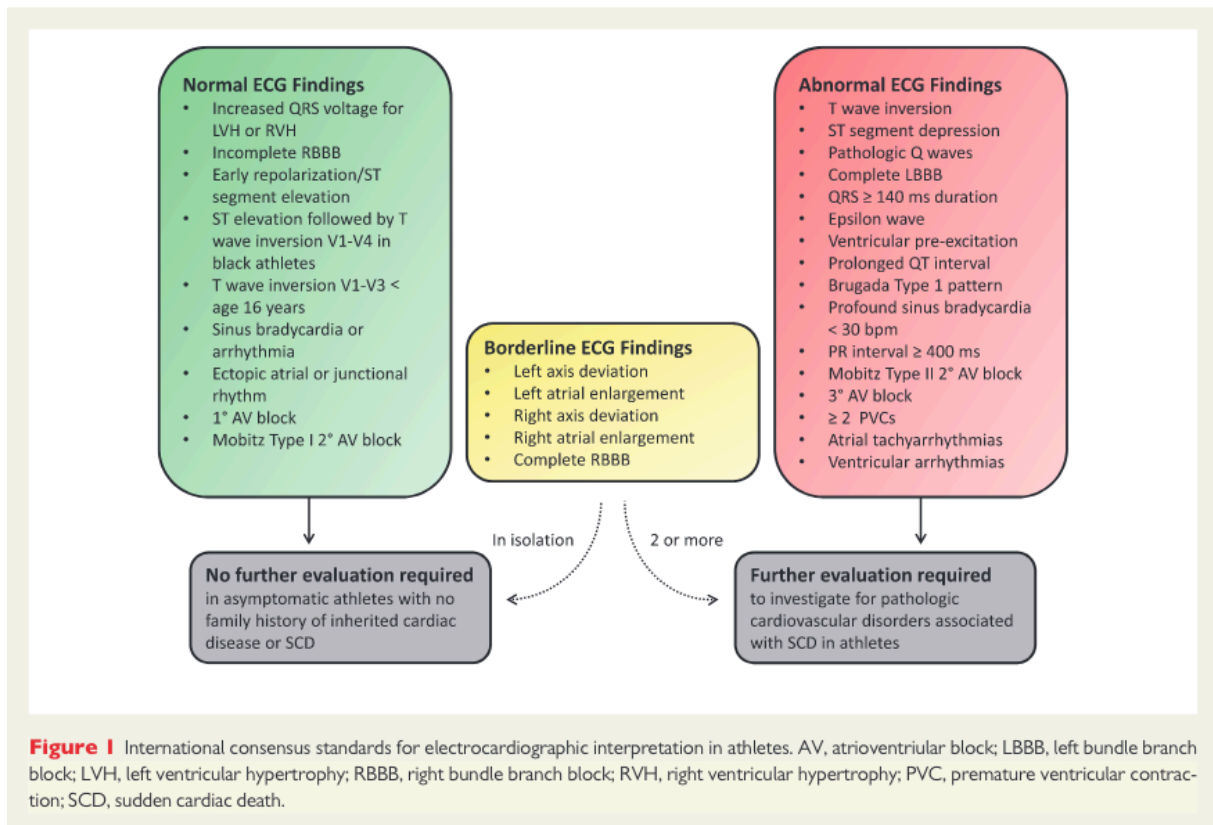 Normal ECG Findings
• Increased QRS voltage for
LVH or RVH
• Incomplete RBBB
• Early repolarization/ST
segment elevation
• ST elevation followed by T
wave inversion V1-V4 in
black athletes
• T wave inversion V1-V3 <
age 16 years
• Sinus bradycardia or
arrhythmia
• Ectopic atrial or junctional
rhythm
• 1° AV block
• Mobitz Type I 2° AV block
Borderline ECG Findings
• Left axis deviation
• Left atrial enlargement
• Right axis deviation
• Right atrial enlargement
• Complete RBBB
Abnormal ECG Findings
• T wave inversion
• ST segment depression
• Pathologic Q waves
• Complete LBBB
• QRS ≥ 140 ms duration
• Epsilon wave
• Ventricular pre-excitation
• Prolonged QT interval
• Brugada Type 1 pattern
• Profound sinus bradycardia
< 30 bpm
• PR interval ≥ 400 ms
• Mobitz Type II 2° AV block
• 3° AV block
• ≥ 2 PVCs
• Atrial tachyarrhythmias
• Ventricular arrhythmias
In isolation
2 or more
No further evaluation required
in asymptomatic athletes with no
family history of inherited cardiac
disease or SCD
Further evaluation required
to investigate for pathologic
cardiovascular disorders associated
with SCD in athletes
Figure 1 International consensus standards for electrocardiographic interpretation in athletes. AV, atrioventriular block; LBBB, left bundle branch
block; LVH, left ventricular hypertrophy; RBBB, right bundle branch block; RVH, right ventricular hypertrophy; PVC, premature ventricular contrac-
tion; SCD, sudden cardiac death.